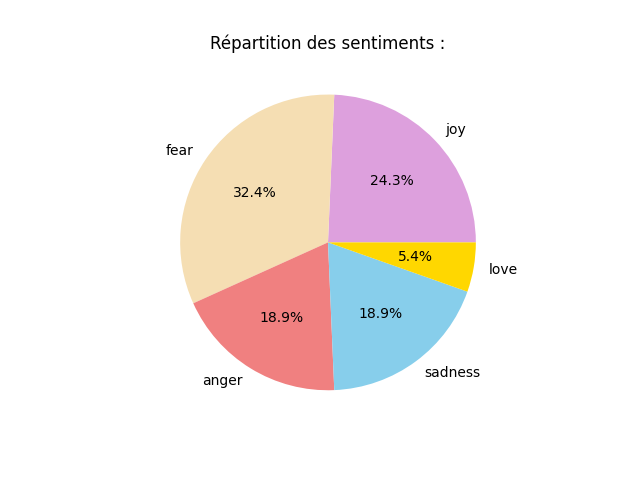 Répartition des sentiments :
joy
fear
24.3%
32.4%
5.4%
love
18.9%
18.9%
sadness
anger